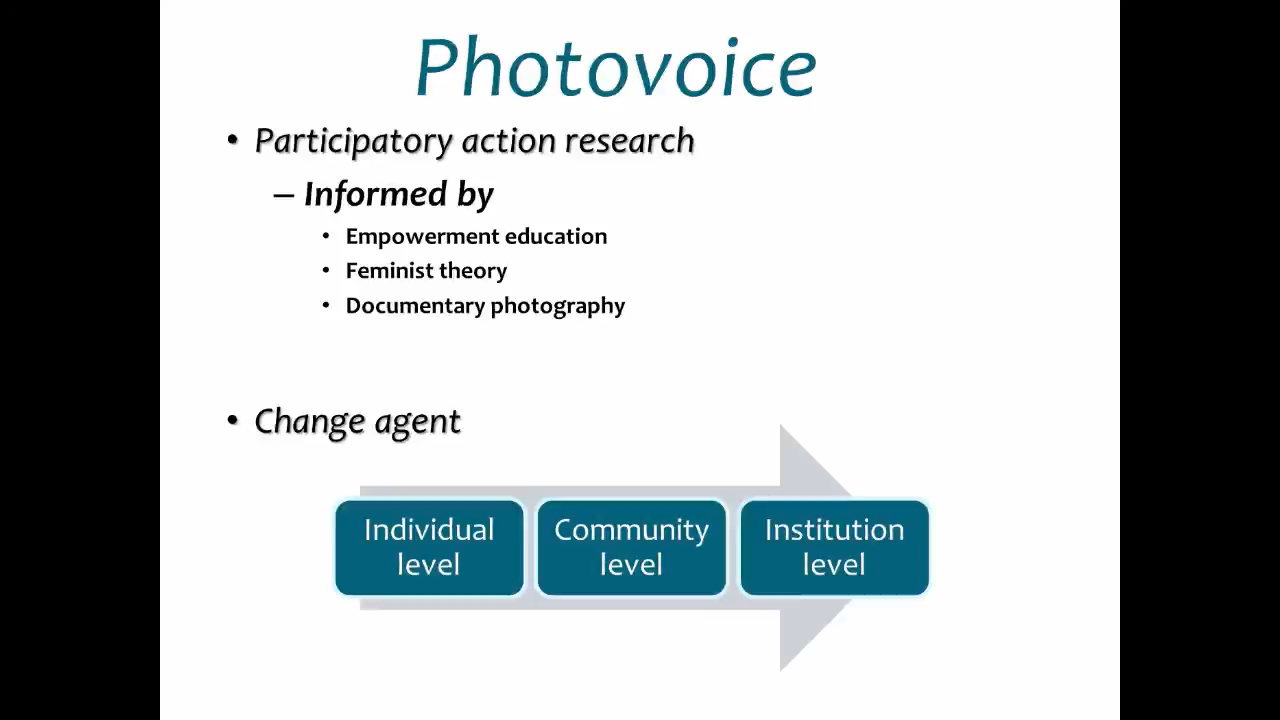 Photovoice
• Participatory action research
– Informed by
• Empowerment education
• Feminist theory
• Documentary photography
• Change agent
Individual level
Community level
Institution level